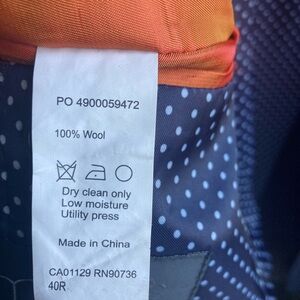 PO 4900059472
100% Wool
Dry clean only
Low moisture
Utility press
Made in China
CA01129 RN90736
40R